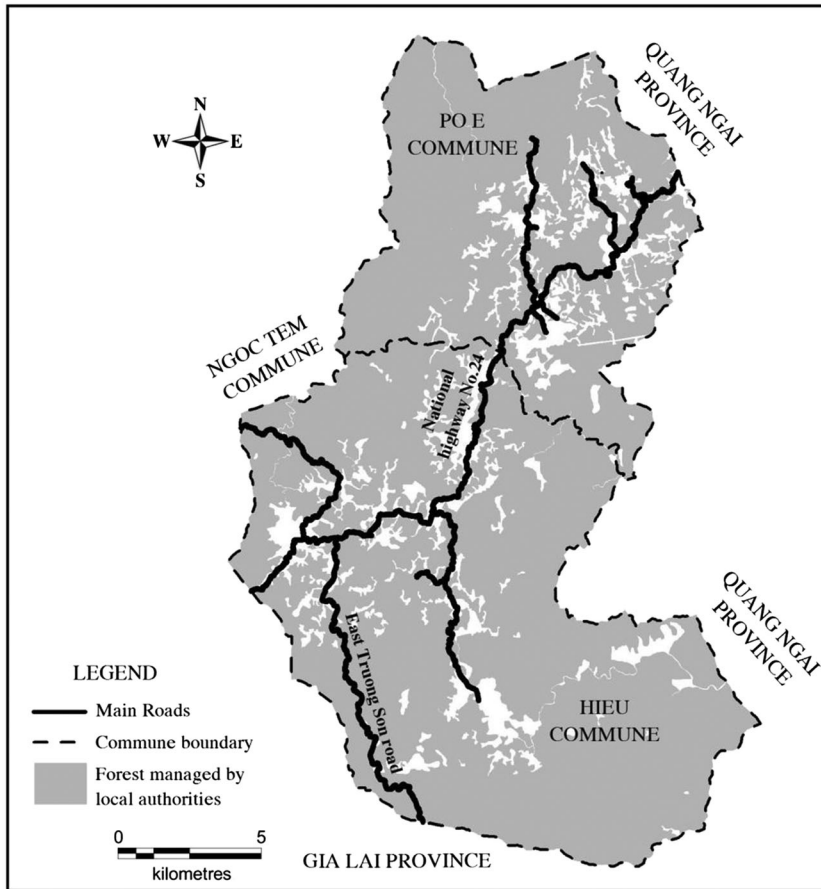 QUANG NGAI
PROVINCE
N
W
E
S
PO E
COMMUNE
NGOC TEM
COMMUNE
National
highway No.24
QUANG NGAI
PROVINCE
East Truong Son road
HIEU
COMMUNE
LEGEND
Main Roads
Commune boundary
Forest managed by
local authorities
0 5
kilometres
GIA LAI PROVINCE